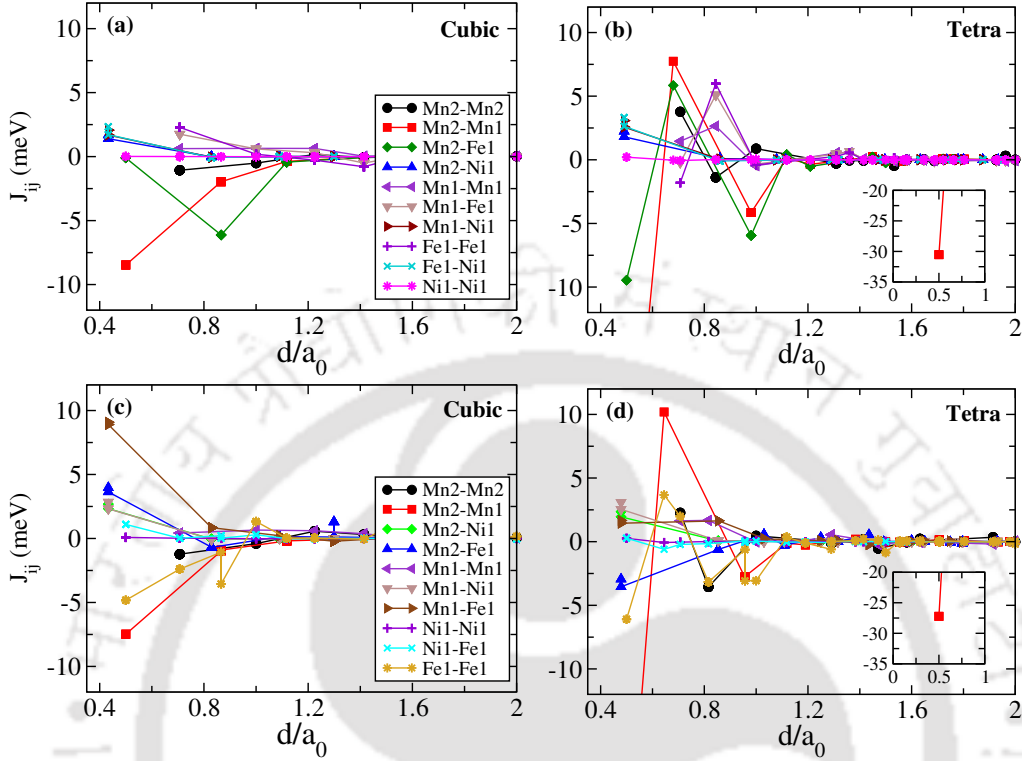 (a)
Cubic
10
5
0
-5
-10
J_ij (meV)
Mn2-Mn2
Mn2-Mn1
Mn2-Fe1
Mn2-Ni1
Mn1-Mn1
Mn1-Fe1
Mn1-Ni1
Fe1-Fe1
Fe1-Ni1
Ni1-Ni1
0.4 0.8 1.2 1.6 2
d/a_0
(b)
Tetra
10
5
0
-5
-10
-20
-25
-30
-35
0 0.5 1
0.4 0.8 1.2 1.6 2
d/a_0
(c)
Cubic
10
5
0
-5
-10
J_ij (meV)
Mn2-Mn2
Mn2-Mn1
Mn2-Ni1
Mn2-Fe1
Mn1-Mn1
Mn1-Ni1
Mn1-Fe1
Ni1-Ni1
Ni1-Fe1
Fe1-Fe1
0.4 0.8 1.2 1.6 2
d/a_0
(d)
Tetra
10
5
0
-5
-10
-20
-25
-30
-35
0 0.5 1
0.4 0.8 1.2 1.6 2
d/a_0